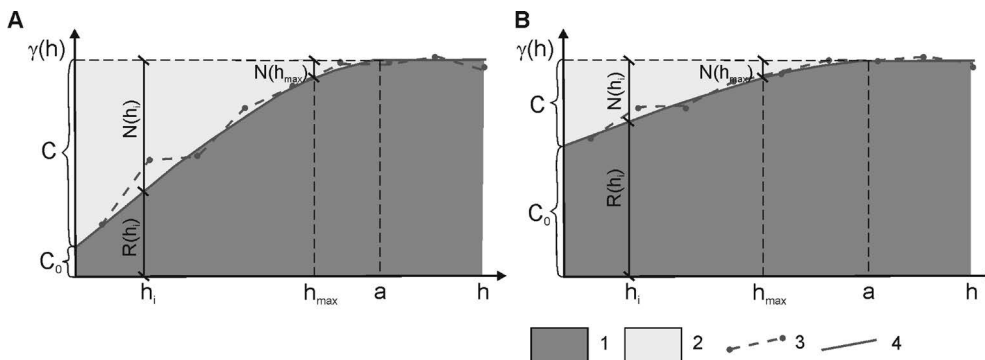 A
γ(h)
N(hmax)
N(hi)
C
R(hi)
C0
hi
hmax
a
h
B
γ(h)
N(hmax)
N(hi)
C
R(hi)
C0
hi
hmax
a
h
1
2
3
4